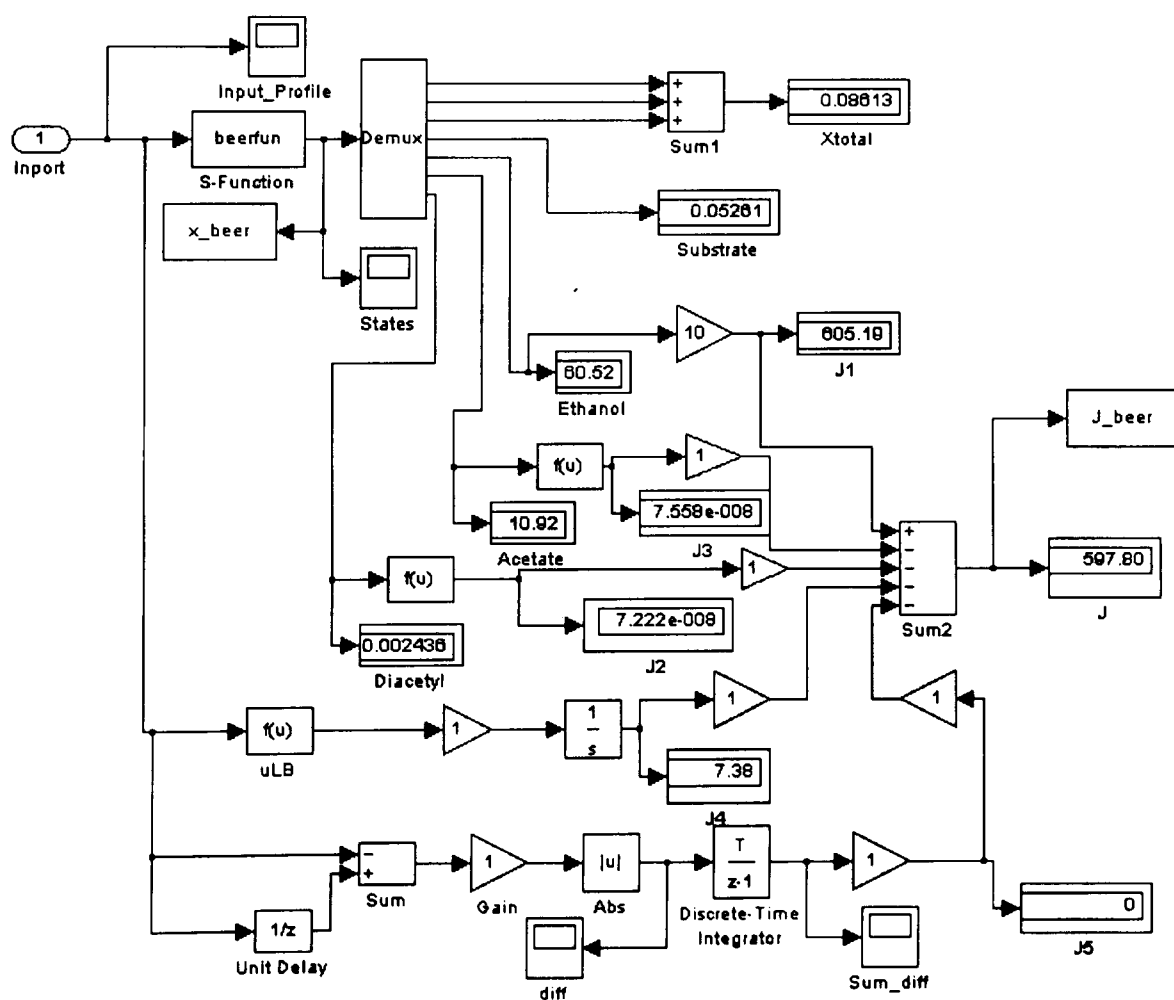 Input_Profile
1
Inport
beerfun
S-Function
Demux
+
+
+
Sum1
0.08613
Xtotal
x_beer
States
0.05261
Substrate
10
605.19
J1
60.52
Ethanol
J_beer
f(u)
1
7.558e-008
J3
10.92
Acetate
+
−
−
−
−
Sum2
597.80
J
f(u)
1
7.222e-008
J2
0.002436
Diacetyl
f(u)
uLB
1
1
s
1
7.38
J4
1
−
+
Sum
1
Gain
|u|
Abs
T
z-1
Discrete-Time
Integrator
1
0
J5
1/z
Unit Delay
diff
Sum_diff